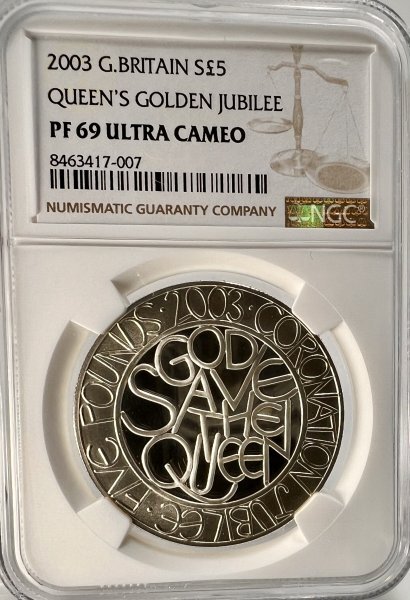 2003 G.BRITAIN S£5
QUEEN'S GOLDEN JUBILEE
PF 69 ULTRA CAMEO
8463417-007
NUMISMATIC GUARANTY COMPANY
NGC®
· 2003 · CORONATION JUBILEE · FIVE POUNDS
GOD
SAVE
THE
QUEEN